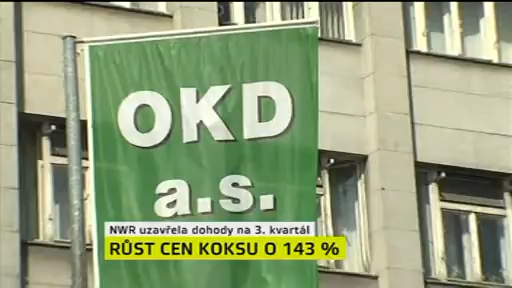 OKD
a.s.
NWR uzavřela dohody na 3. kvartál
RŮST CEN KOKSU O 143 %